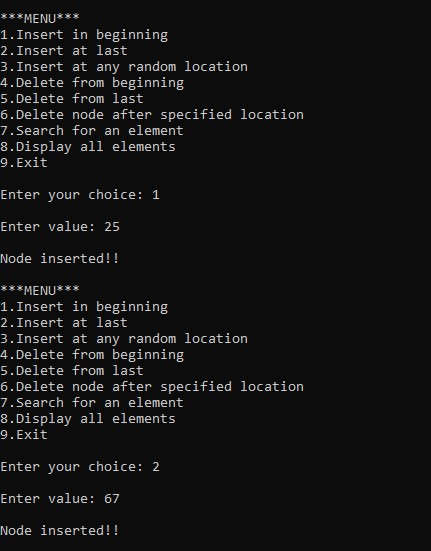 ***MENU***
1.Insert in beginning
2.Insert at last
3.Insert at any random location
4.Delete from beginning
5.Delete from last
6.Delete node after specified location
7.Search for an element
8.Display all elements
9.Exit
Enter your choice: 1
Enter value: 25
Node inserted!!
***MENU***
1.Insert in beginning
2.Insert at last
3.Insert at any random location
4.Delete from beginning
5.Delete from last
6.Delete node after specified location
7.Search for an element
8.Display all elements
9.Exit
Enter your choice: 2
Enter value: 67
Node inserted!!